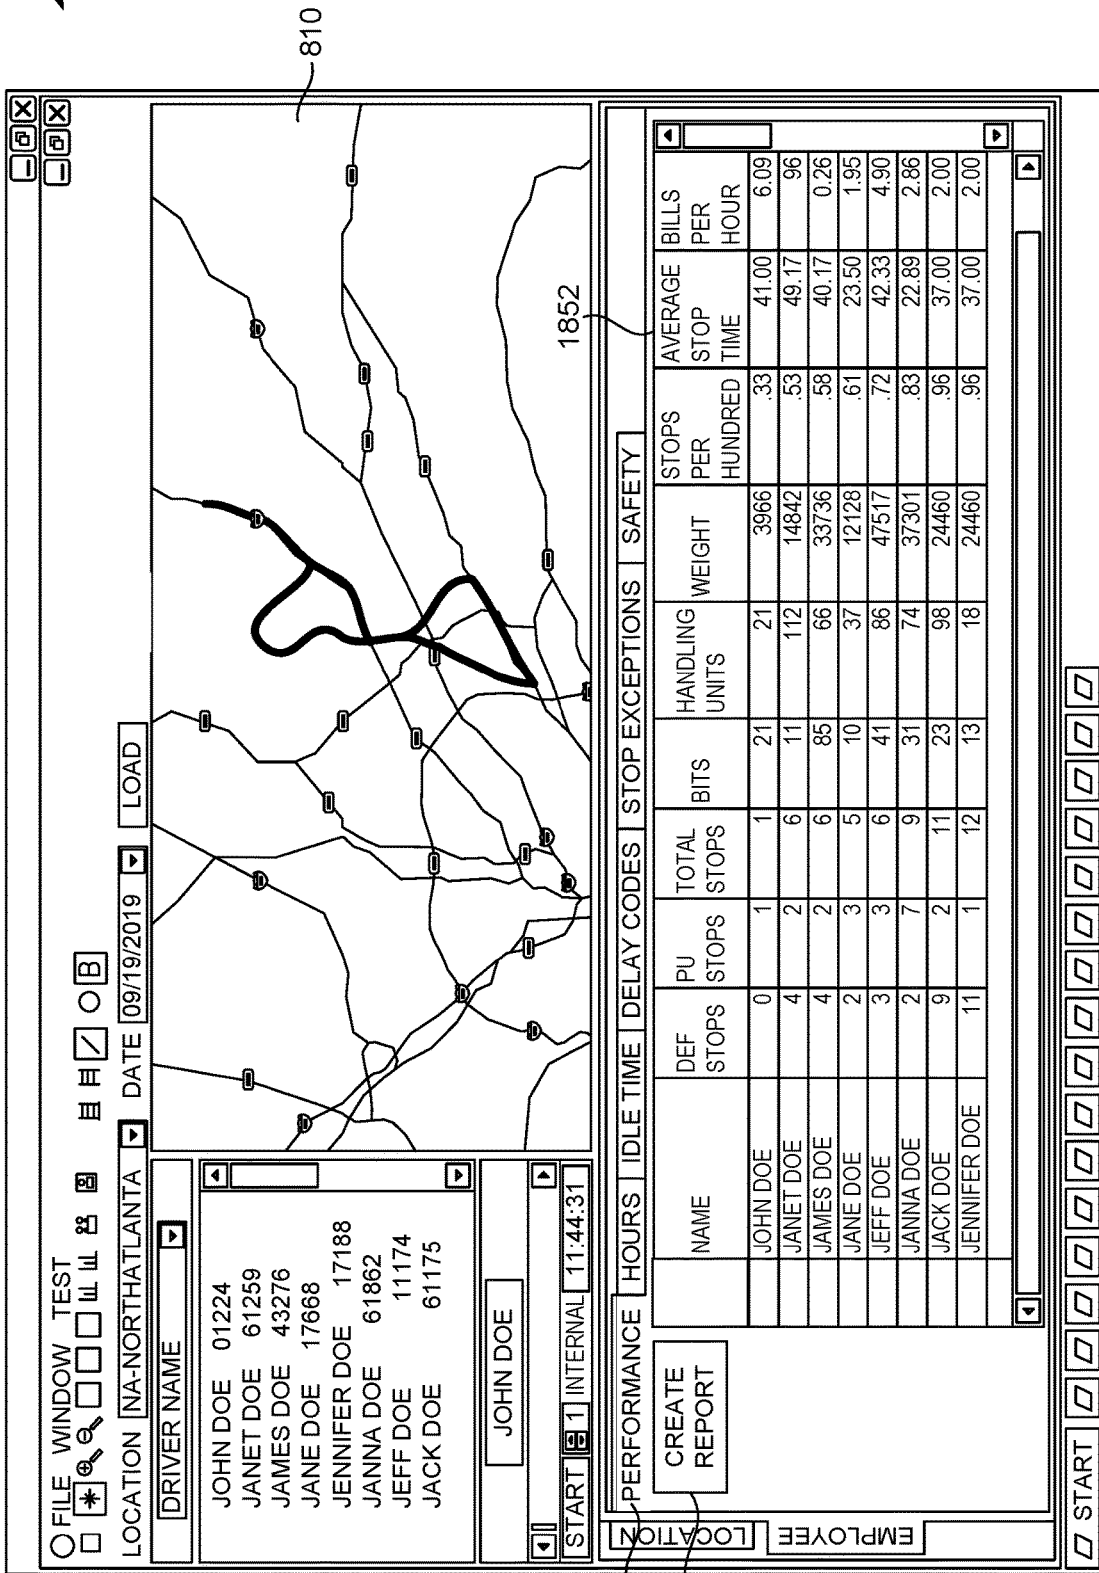 FILE WINDOW TEST
B
LOCATION NA-NORTHATLANTA DATE 09/19/2019 LOAD
DRIVER NAME
JOHN DOE 01224
JANET DOE 61259
JAMES DOE 43276
JANE DOE 17668
JENNIFER DOE 17188
JANNA DOE 61862
JEFF DOE 11174
JACK DOE 61175
JOHN DOE
START 1 INTERNAL 11:44:31
810
1852
LOCATION
EMPLOYEE
PERFORMANCE HOURS IDLE TIME DELAY CODES STOP EXCEPTIONS SAFETY
CREATE
REPORT
NAME DEF STOPS PU STOPS TOTAL STOPS BITS HANDLING UNITS WEIGHT STOPS PER HUNDRED AVERAGE STOP TIME BILLS PER HOUR
JOHN DOE 0 1 1 21 21 3966 .33 41.00 6.09
JANET DOE 4 2 6 11 112 14842 .53 49.17 96
JAMES DOE 4 2 6 85 66 33736 .58 40.17 0.26
JANE DOE 2 3 5 10 37 12128 .61 23.50 1.95
JEFF DOE 3 3 6 41 86 47517 .72 42.33 4.90
JANNA DOE 2 7 9 31 74 37301 .83 22.89 2.86
JACK DOE 9 2 11 23 98 24460 .96 37.00 2.00
JENNIFER DOE 11 1 12 13 18 24460 .96 37.00 2.00
START